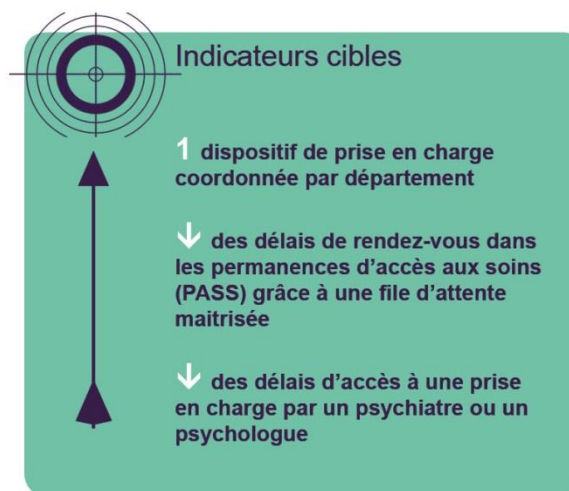 Indicateurs cibles
1 dispositif de prise en charge
coordonnée par département
↓ des délais de rendez-vous dans
les permanences d'accès aux soins
(PASS) grâce à une file d'attente
maitrisée
↓ des délais d'accès à une prise
en charge par un psychiatre ou un
psychologue